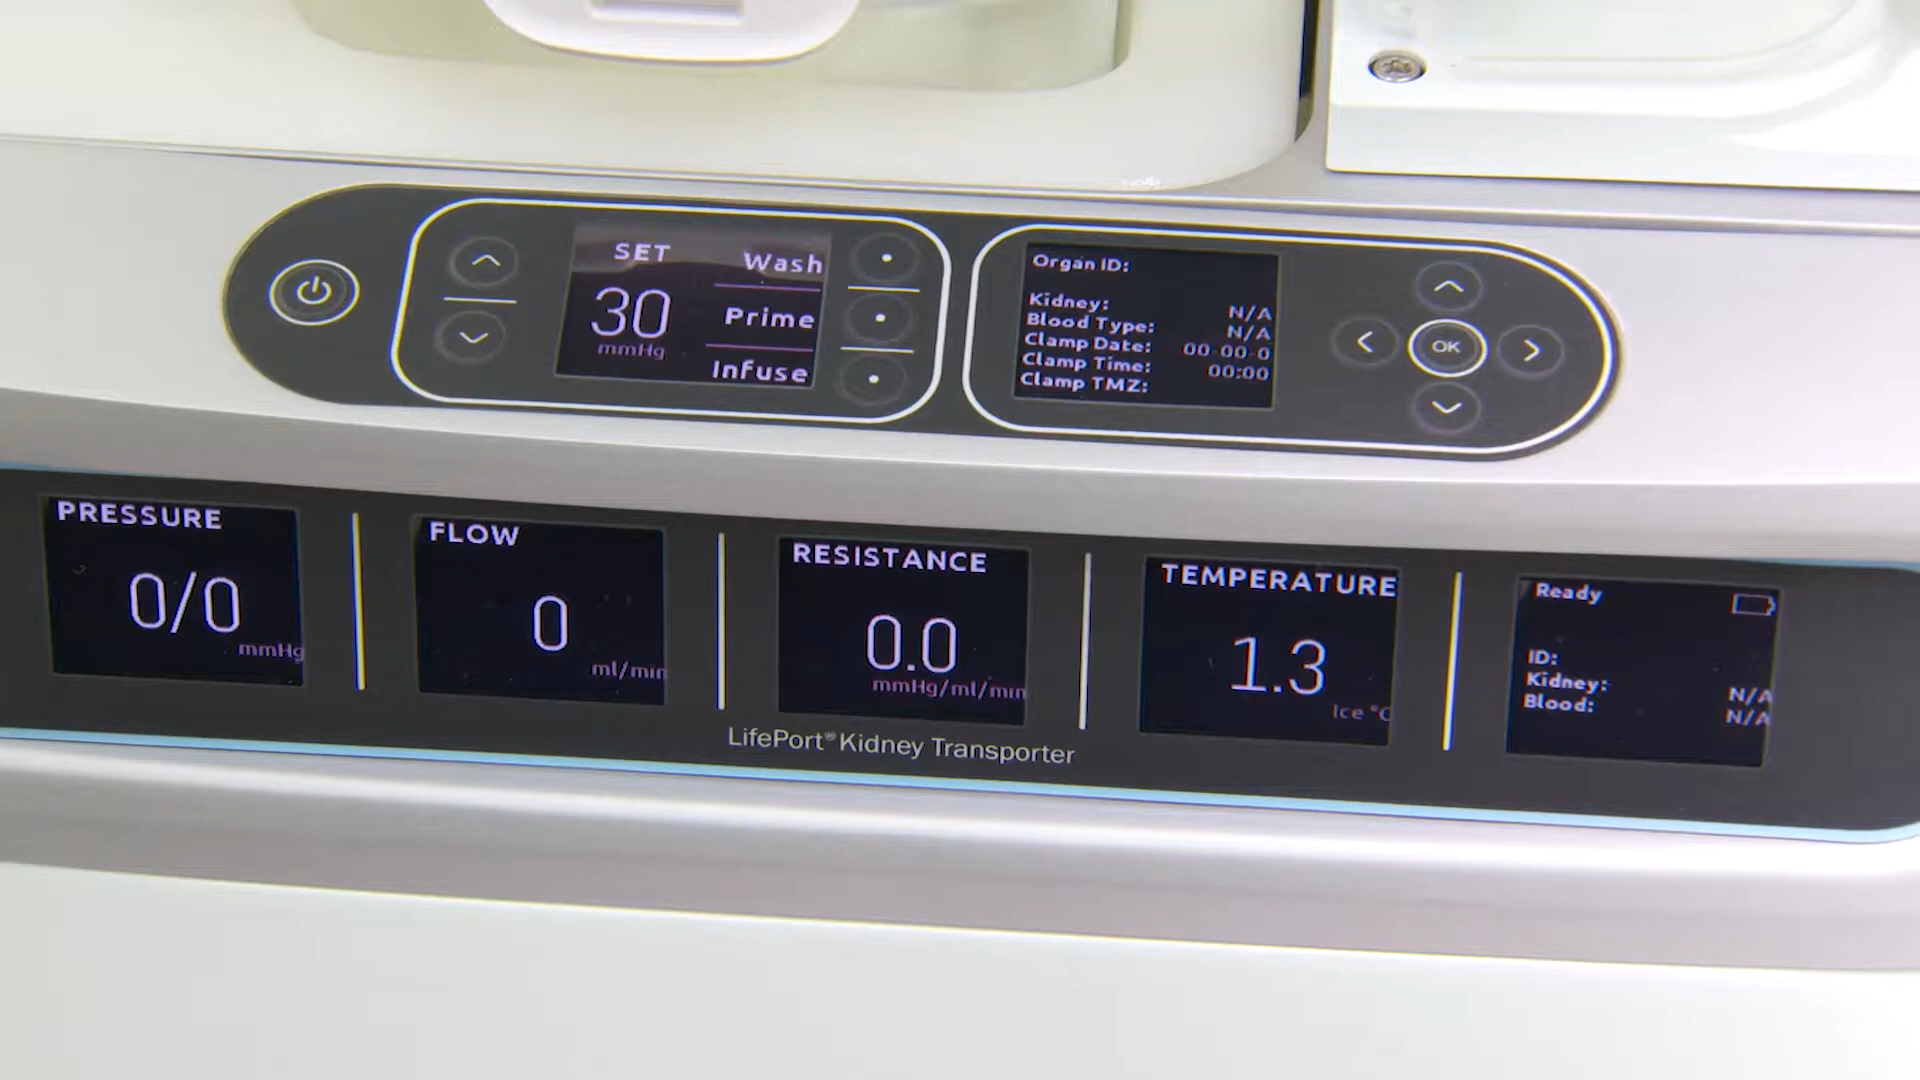 SET
30
mmHg
Wash
Prime
Infuse
Organ ID:
Kidney: N/A
Blood Type: N/A
Clamp Date: 00-00-0
Clamp Time: 00:00
Clamp TMZ:
OK
PRESSURE
0/0
mmHg
FLOW
0
ml/min
RESISTANCE
0.0
mmHg/ml/min
TEMPERATURE
1.3
Ice °C
Ready
ID:
Kidney: N/A
Blood: N/A
LifePort® Kidney Transporter